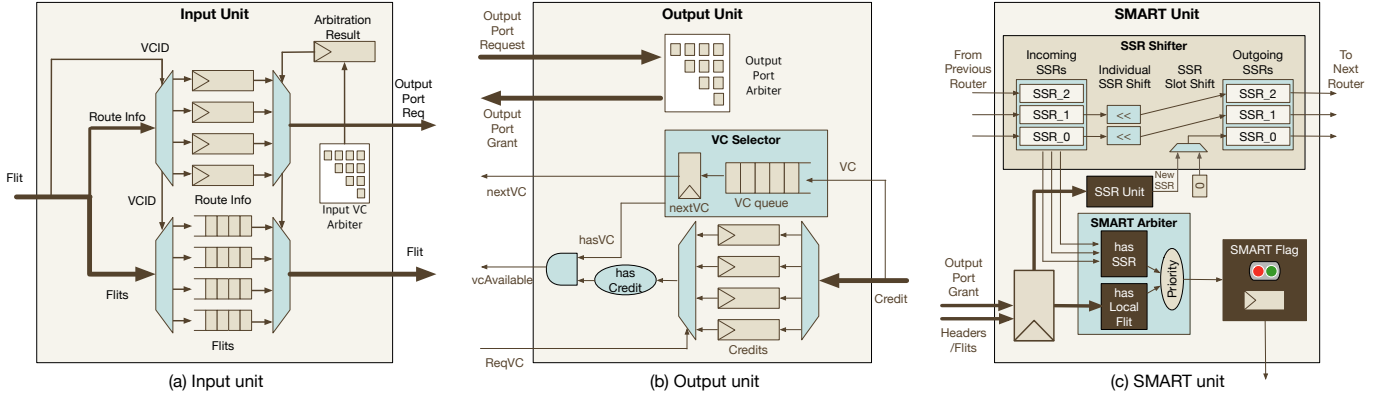 Input Unit
Arbitration
Result
VCID
Output
Port
Req
Route Info
Flit
Route Info
VCID
Input VC
Arbiter
Flit
Flits
Flits
(a) Input unit
Output Unit
Output
Port
Request
Output
Port
Arbiter
Output
Port
Grant
VC Selector
VC
nextVC
nextVC
VC queue
hasVC
vcAvailable
has
Credit
Credit
ReqVC
Credits
(b) Output unit
SMART Unit
SSR Shifter
From
Previous
Router
Incoming
SSRs
Individual
SSR Shift
SSR
Slot Shift
Outgoing
SSRs
To
Next
Router
SSR_2
SSR_2
SSR_1
<<
SSR_1
SSR_0
<<
SSR_0
SSR Unit
New
SSR
0
SMART Arbiter
has
SSR
SMART Flag
Priority
Output
Port
Grant
has
Local
Flit
Headers
/Flits
(c) SMART unit